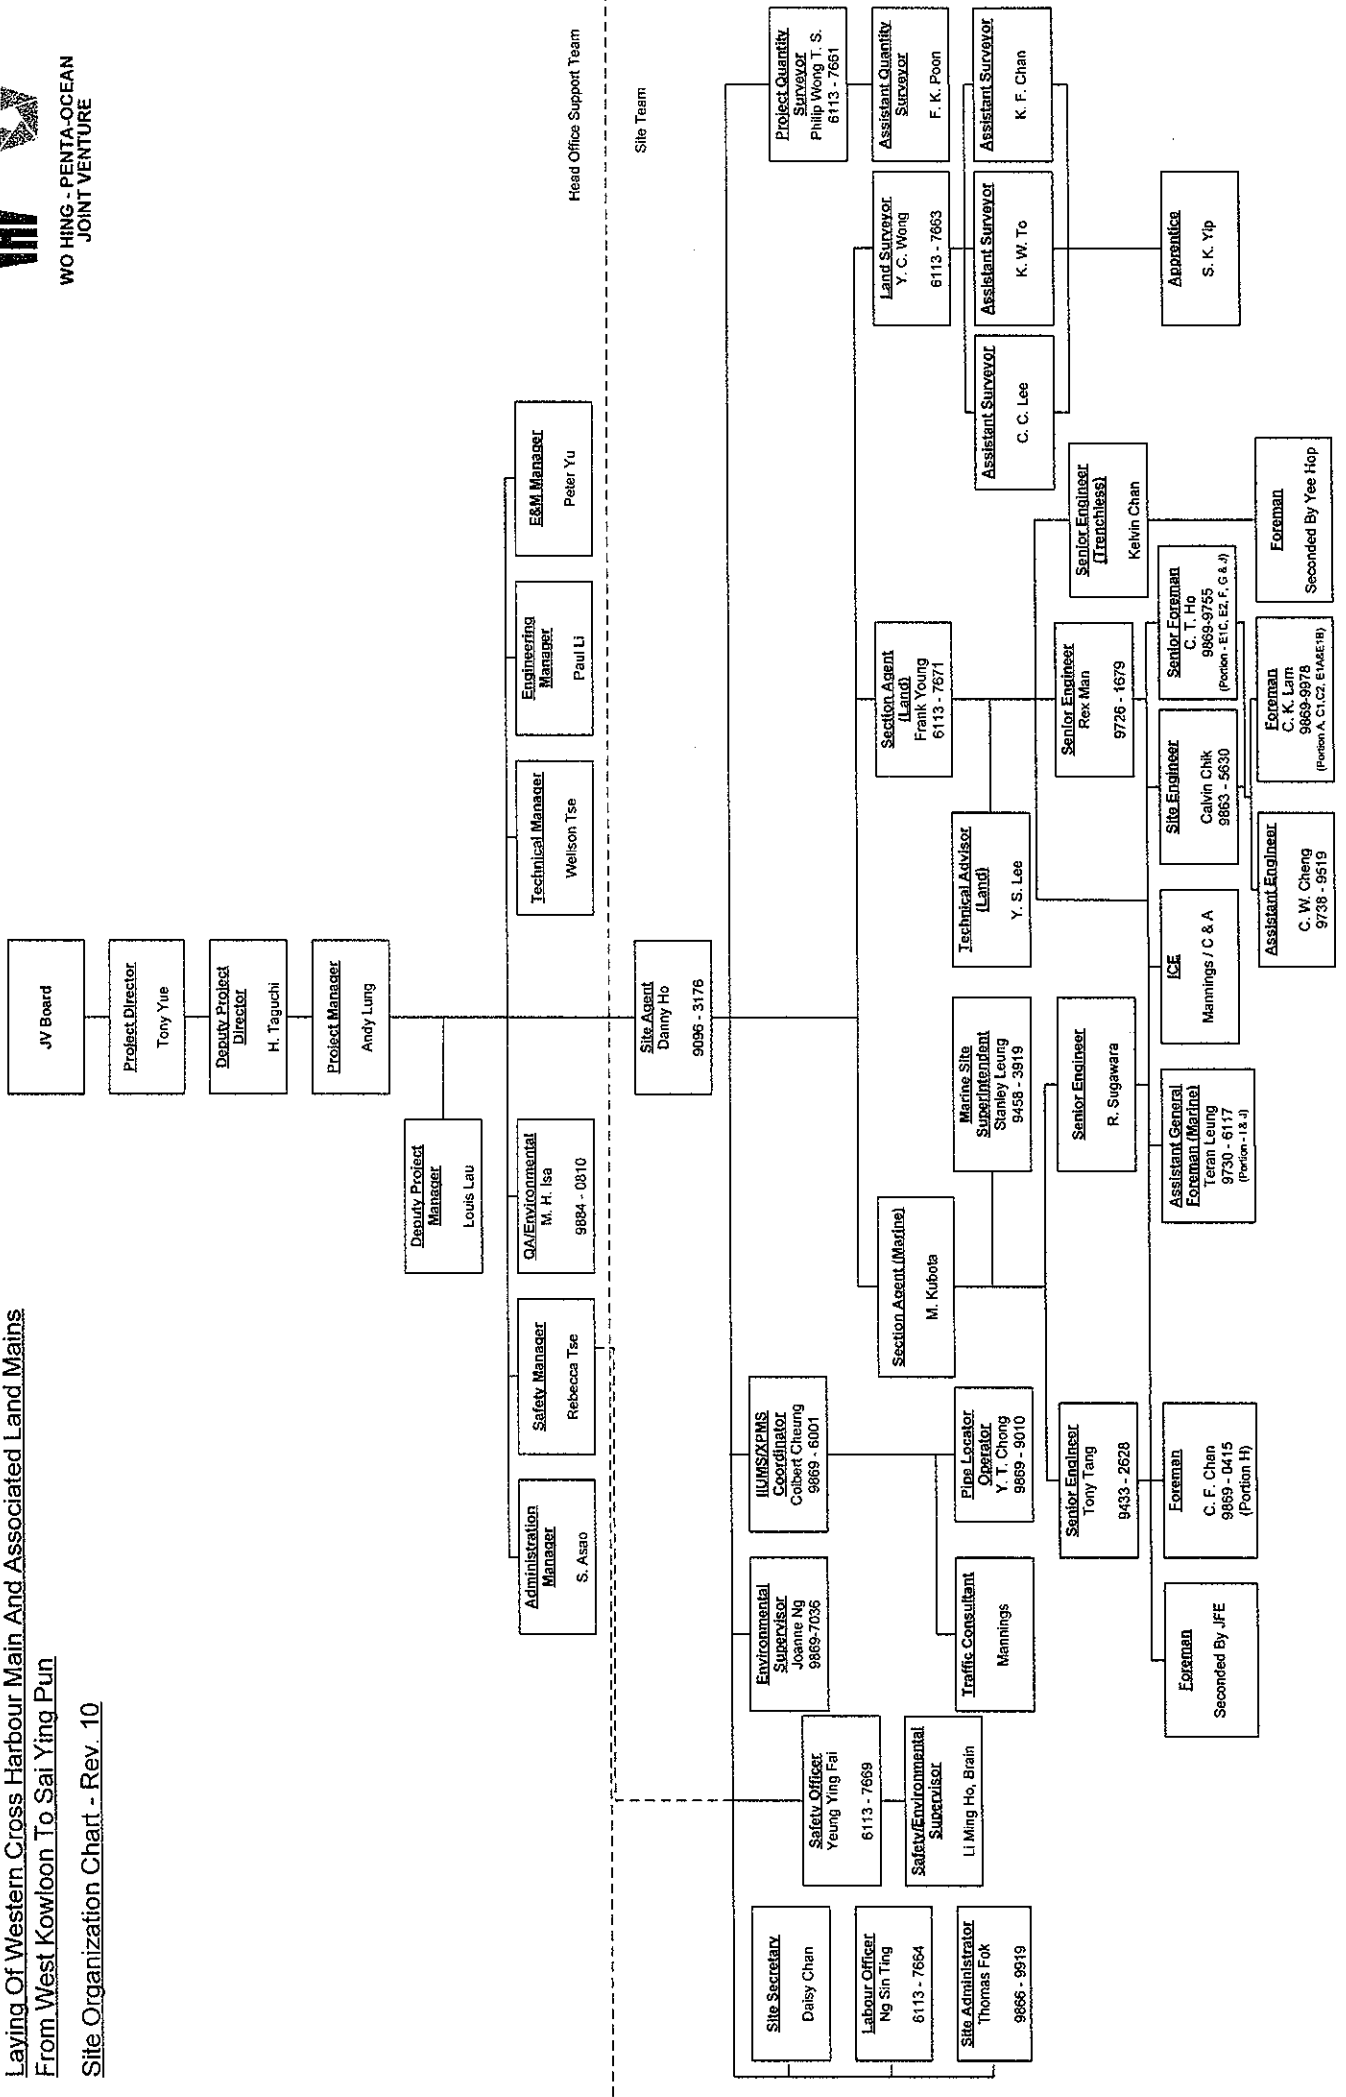 Laying Of Western Cross Harbour Main And Associated Land Mains
From West Kowloon To Sai Ying Pun
Site Organization Chart - Rev. 10
WO HING - PENTA-OCEAN
JOINT VENTURE
JV Board
Project Director
Tony Yue
Deputy Project
Director
H. Taguchi
Project Manager
Andy Lung
Deputy Project
Manager
Louis Lau
Administration
Manager
S. Asao
Safety Manager
Rebecca Tse
QA/Environmental
M. H. Isa
9884 - 0810
Technical Manager
Wellson Tse
Engineering
Manager
Paul Li
E&M Manager
Peter Yu
Head Office Support Team
Site Team
Site Agent
Danny Ho
9096 - 3176
Site Secretary
Daisy Chan
Labour Officer
Ng Sin Ting
6113 - 7664
Site Administrator
Thomas Fok
9866 - 9919
Safety Officer
Yeung Ying Fai
6113 - 7669
Safety/Environmental
Supervisor
Li Ming Ho, Brain
Environmental
Supervisor
Joanne Ng
9869-7036
IIUMS/XPMS
Coordinator
Colbert Cheung
9869 - 6001
Traffic Consultant
Mannings
Pipe Locator
Operator
Y. T. Chong
9869 - 9010
Project Quantity
Surveyor
Philip Wong T. S.
6113 - 7661
Assistant Quantity
Surveyor
F. K. Poon
Section Agent (Marine)
M. Kubota
Marine Site
Superintendent
Stanley Leung
9458 - 3919
Senior Engineer
Tony Tang
9433 - 2628
Senior Engineer
R. Sugawara
Foreman
Seconded By JFE
Foreman
C. F. Chan
9869 - 0415
(Portion H)
Assistant General
Foreman (Marine)
Teran Leung
9730 - 6117
(Portion - I & J)
ICE
Mannings / C & A
Section Agent
(Land)
Frank Young
6113 - 7671
Technical Advisor
(Land)
Y. S. Lee
Senior Engineer
Rex Man
9726 - 1679
Senior Engineer
(Trenchless)
Kelvin Chan
Site Engineer
Calvin Chik
9863 - 5630
Senior Foreman
C. T. Ho
9869-9755
(Portion - E1C, E2, F, G & J)
Assistant Engineer
C. W. Cheng
9738 - 9519
Foreman
C. K. Lam
9869-9978
(Portion A, C1,C2, E1A&E1B)
Foreman
Seconded By Yee Hop
Land Surveyor
Y. C. Wong
6113 - 7663
Assistant Surveyor
C. C. Lee
Assistant Surveyor
K. W. To
Assistant Surveyor
K. F. Chan
Apprentice
S. K. Yip